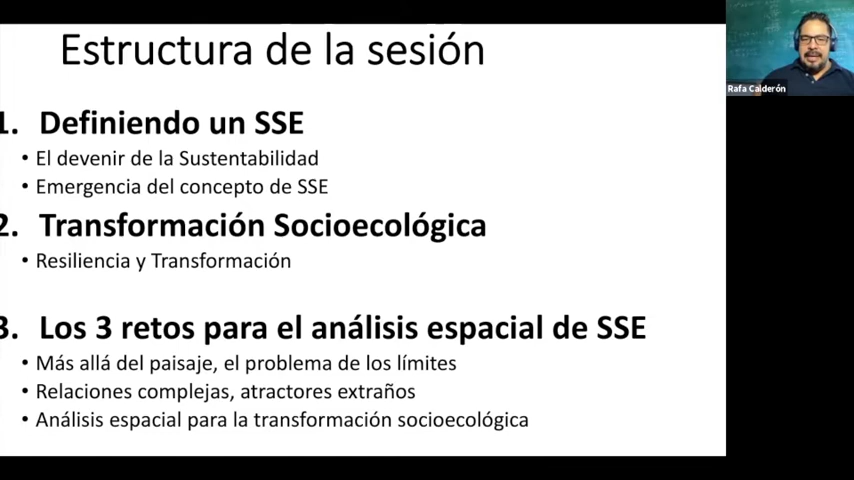 Estructura de la sesión
Rafa Calderón
1. Definiendo un SSE
• El devenir de la Sustentabilidad
• Emergencia del concepto de SSE
2. Transformación Socioecológica
• Resiliencia y Transformación
3. Los 3 retos para el análisis espacial de SSE
• Más allá del paisaje, el problema de los límites
• Relaciones complejas, atractores extraños
• Análisis espacial para la transformación socioecológica